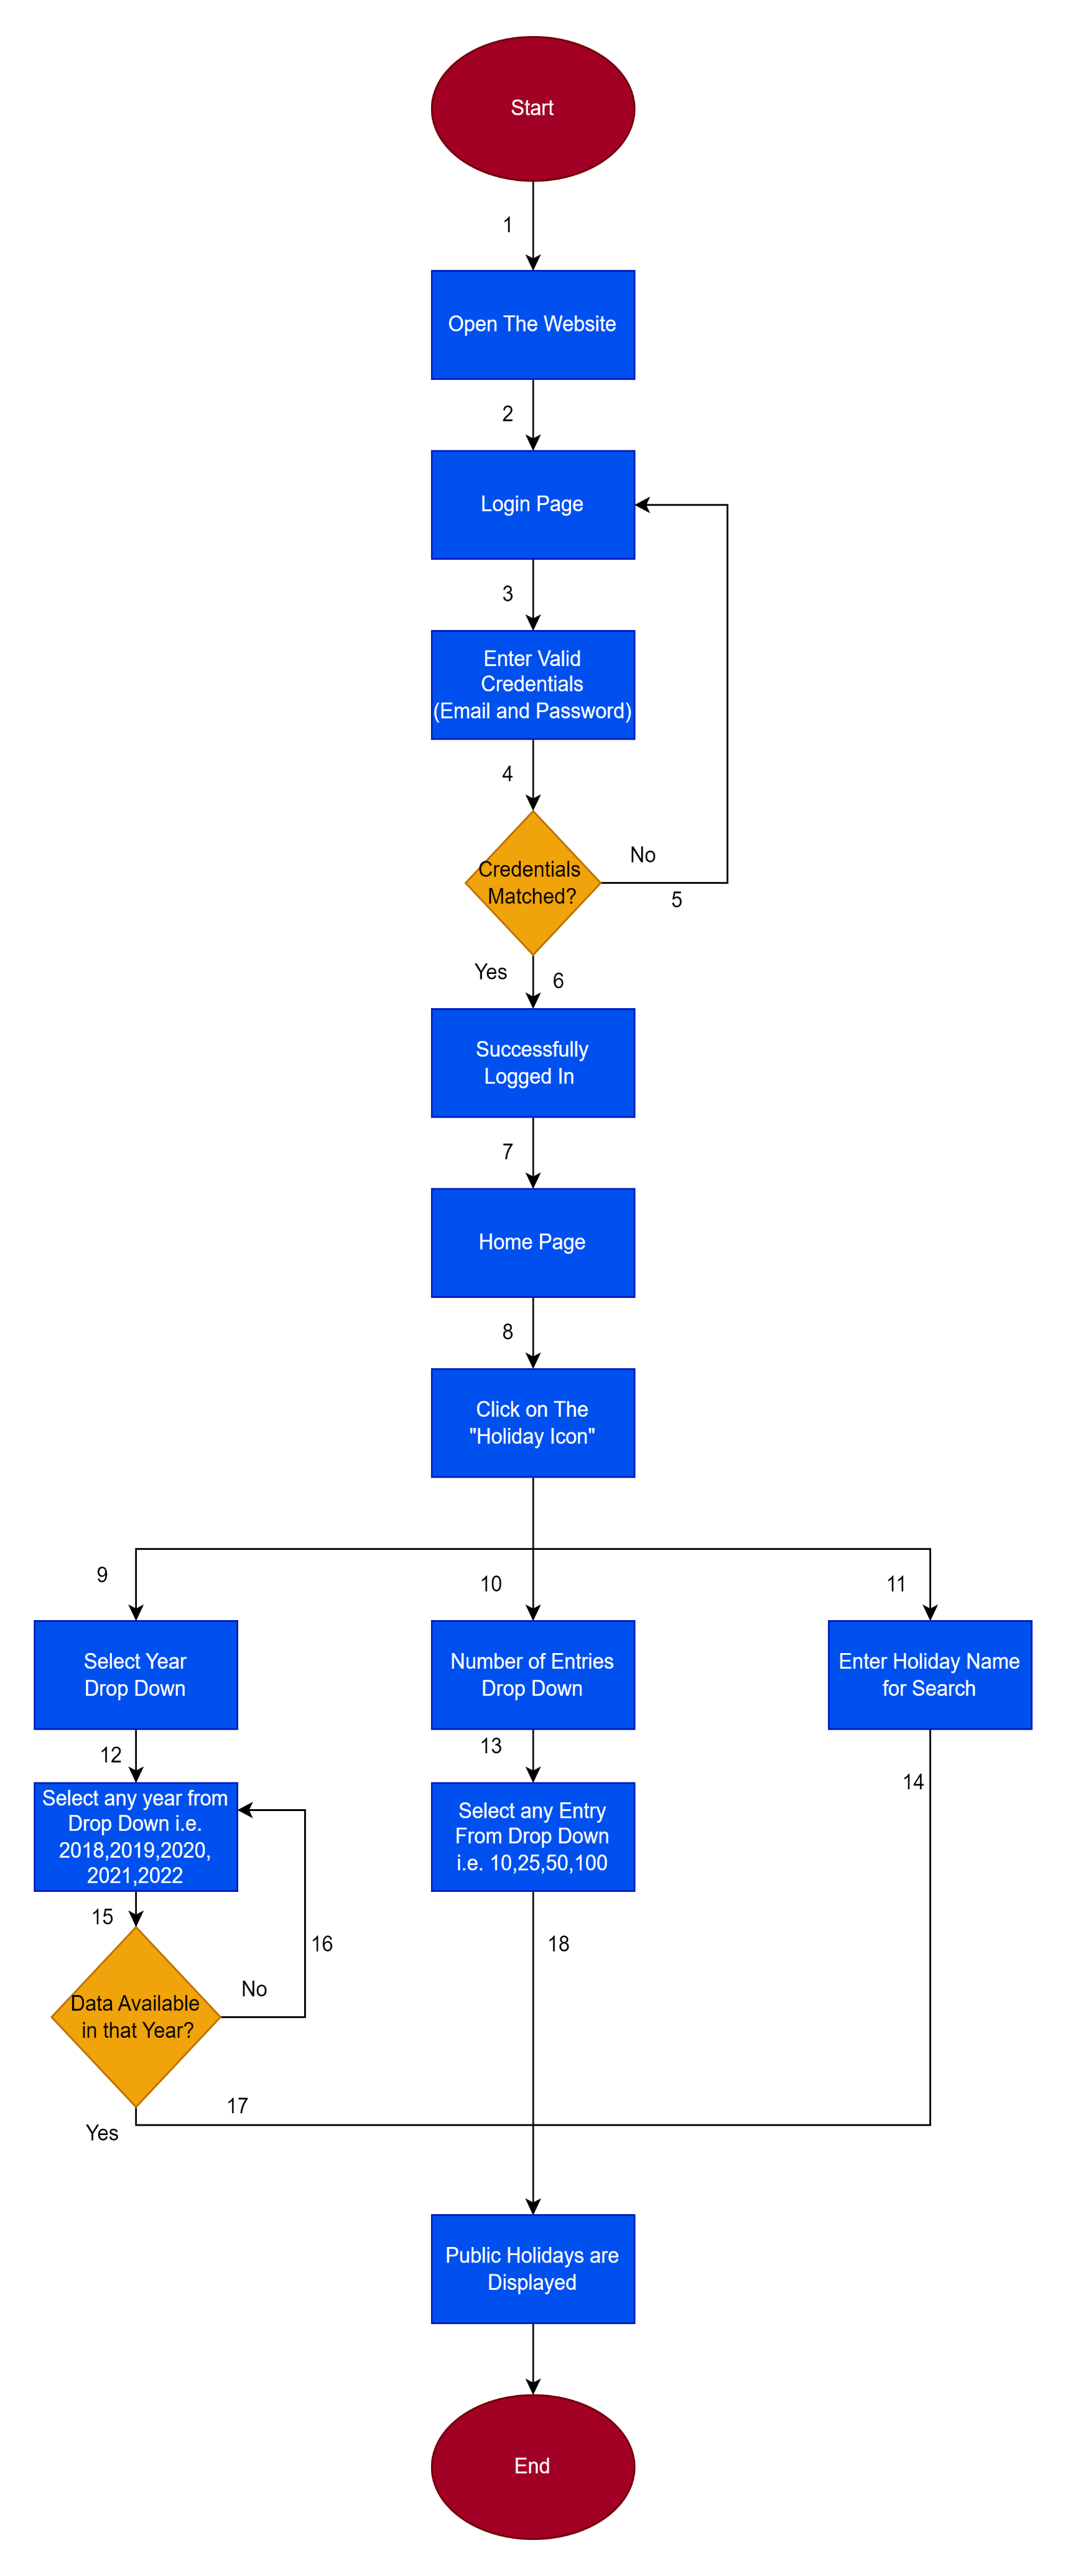 Start
1
Open The Website
2
Login Page
3
Enter Valid
Credentials
(Email and Password)
4
Credentials
Matched?
No
5
Yes
6
Successfully
Logged In
7
Home Page
8
Click on The
"Holiday Icon"
9
10
11
Select Year
Drop Down
Number of Entries
Drop Down
Enter Holiday Name
for Search
12
13
14
Select any year from
Drop Down i.e.
2018,2019,2020,
2021,2022
Select any Entry
From Drop Down
i.e. 10,25,50,100
15
16
18
No
Data Available
in that Year?
17
Yes
Public Holidays are
Displayed
End